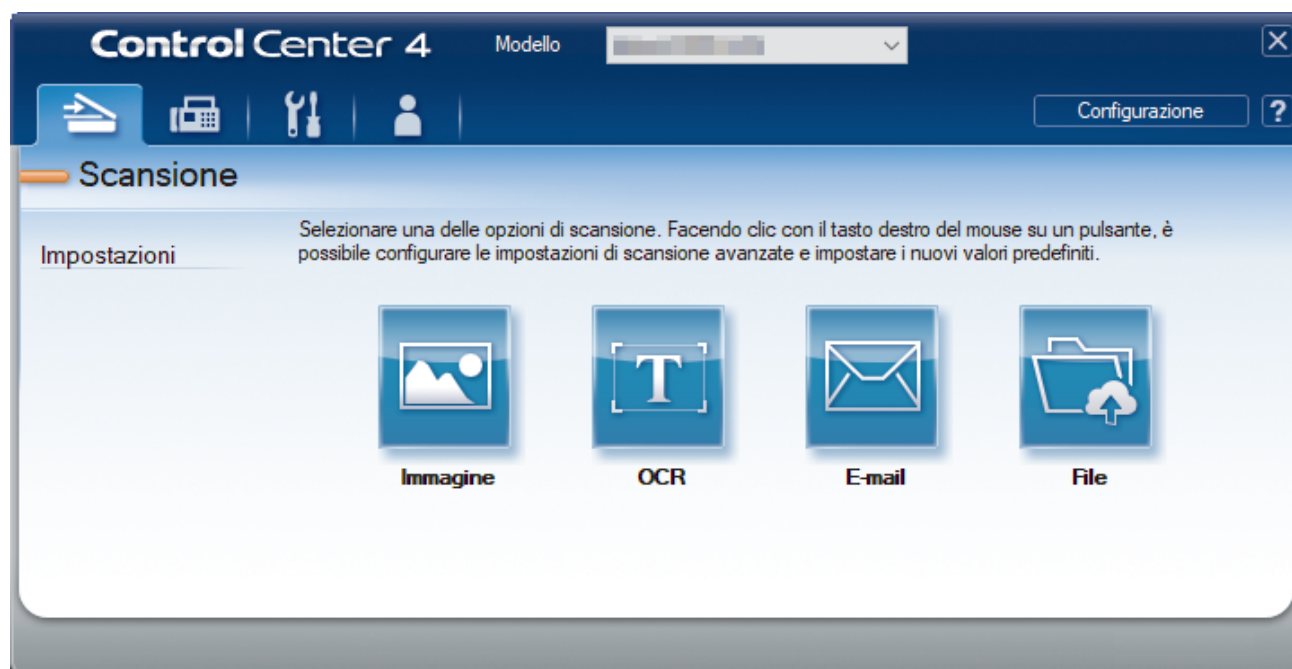 Control Center 4
Modello
Configurazione
?
Scansione
Impostazioni
Selezionare una delle opzioni di scansione. Facendo clic con il tasto destro del mouse su un pulsante, è
possibile configurare le impostazioni di scansione avanzate e impostare i nuovi valori predefiniti.
T
Immagine
OCR
E-mail
File